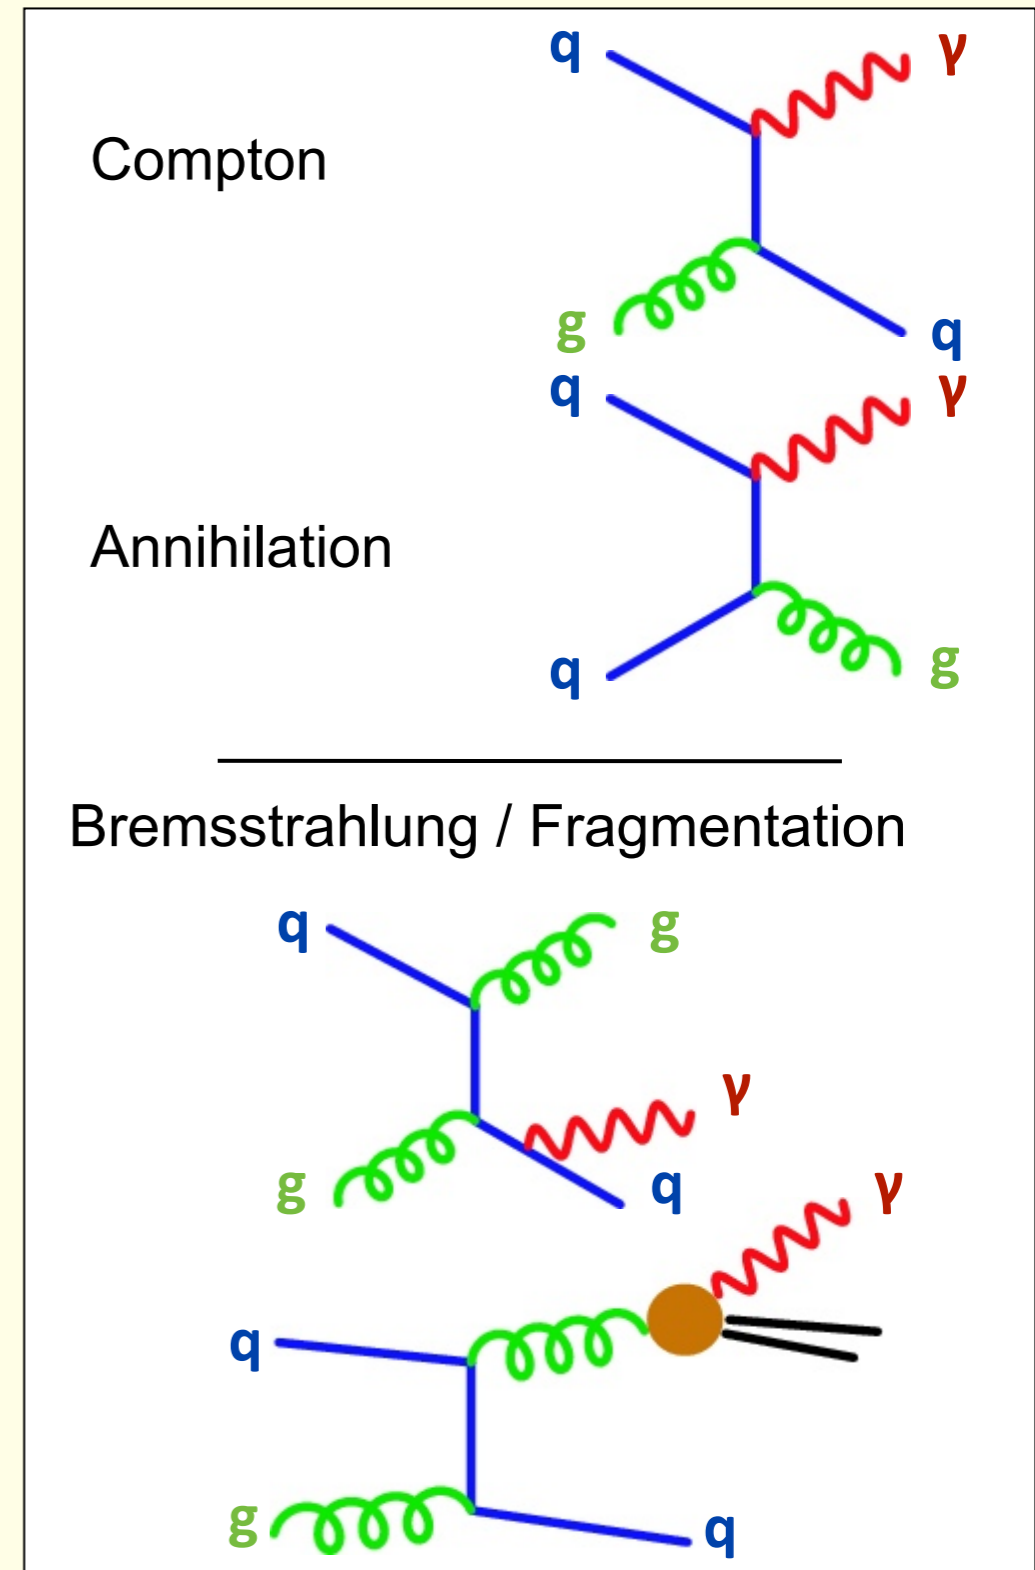 q γ
Compton
g q
q γ
Annihilation
q g
Bremsstrahlung / Fragmentation
q g
γ
g q
γ
q
g q